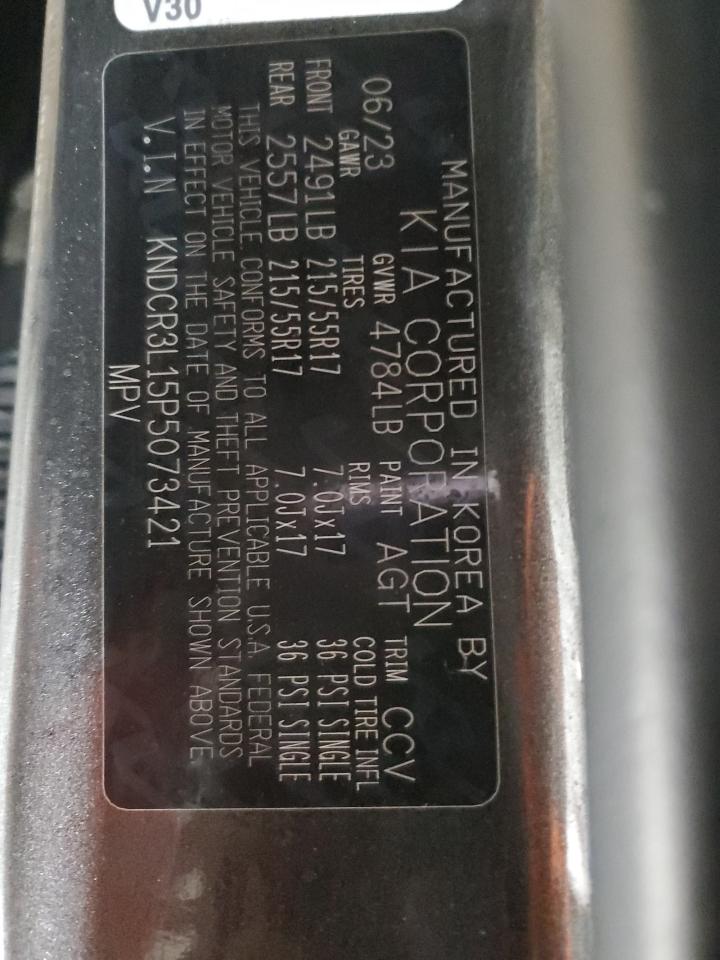 V30
MANUFACTURED IN KOREA BY
KIA CORPORATION
06/23 GVWR 4784LB PAINT AGT TRIM CCV
GAWR TIRES RIMS COLD TIRE INFL
FRONT 2491LB 215/55R17 7.0Jx17 36 PSI SINGLE
REAR 2557LB 215/55R17 7.0Jx17 36 PSI SINGLE
THIS VEHICLE CONFORMS TO ALL APPLICABLE U.S.A. FEDERAL
MOTOR VEHICLE SAFETY AND THEFT PREVENTION STANDARDS
IN EFFECT ON THE DATE OF MANUFACTURE SHOWN ABOVE
V.I.N KNDCR3L15P5073421
MPV